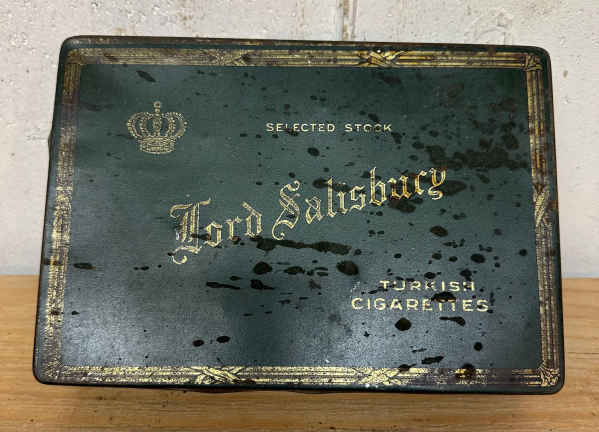 SELECTED STOCK
Lord Salisbury
TURKISH
CIGARETTES